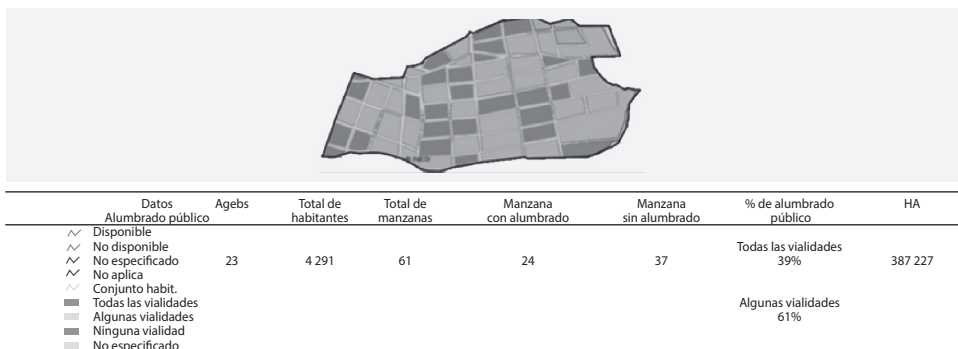 © INEGI
Datos Agebs Total de Total de Manzana Manzana % de alumbrado HA
Alumbrado público habitantes manzanas con alumbrado sin alumbrado público
Disponible
No disponible Todas las vialidades
No especificado 23 4 291 61 24 37 39% 387 227
No aplica
Conjunto habit.
Todas las vialidades Algunas vialidades
Algunas vialidades 61%
Ninguna vialidad
No especificado